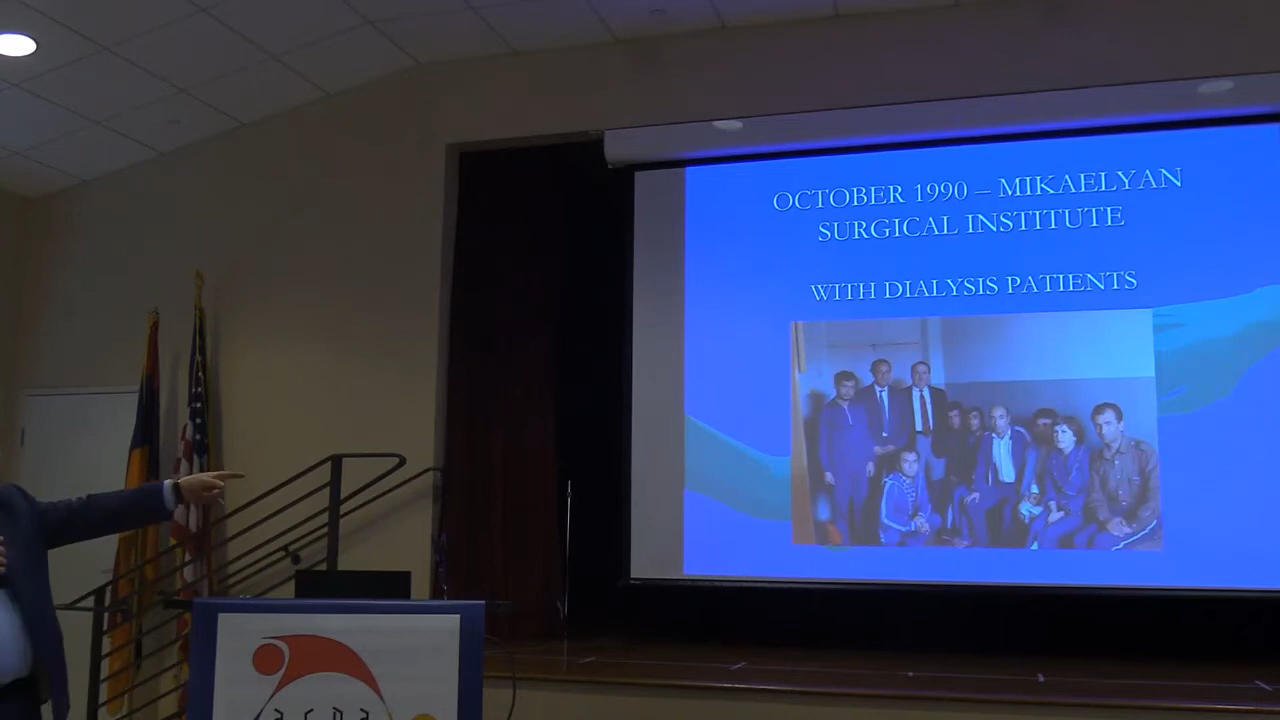 OCTOBER 1990 – MIKAELYAN
SURGICAL INSTITUTE
WITH DIALYSIS PATIENTS